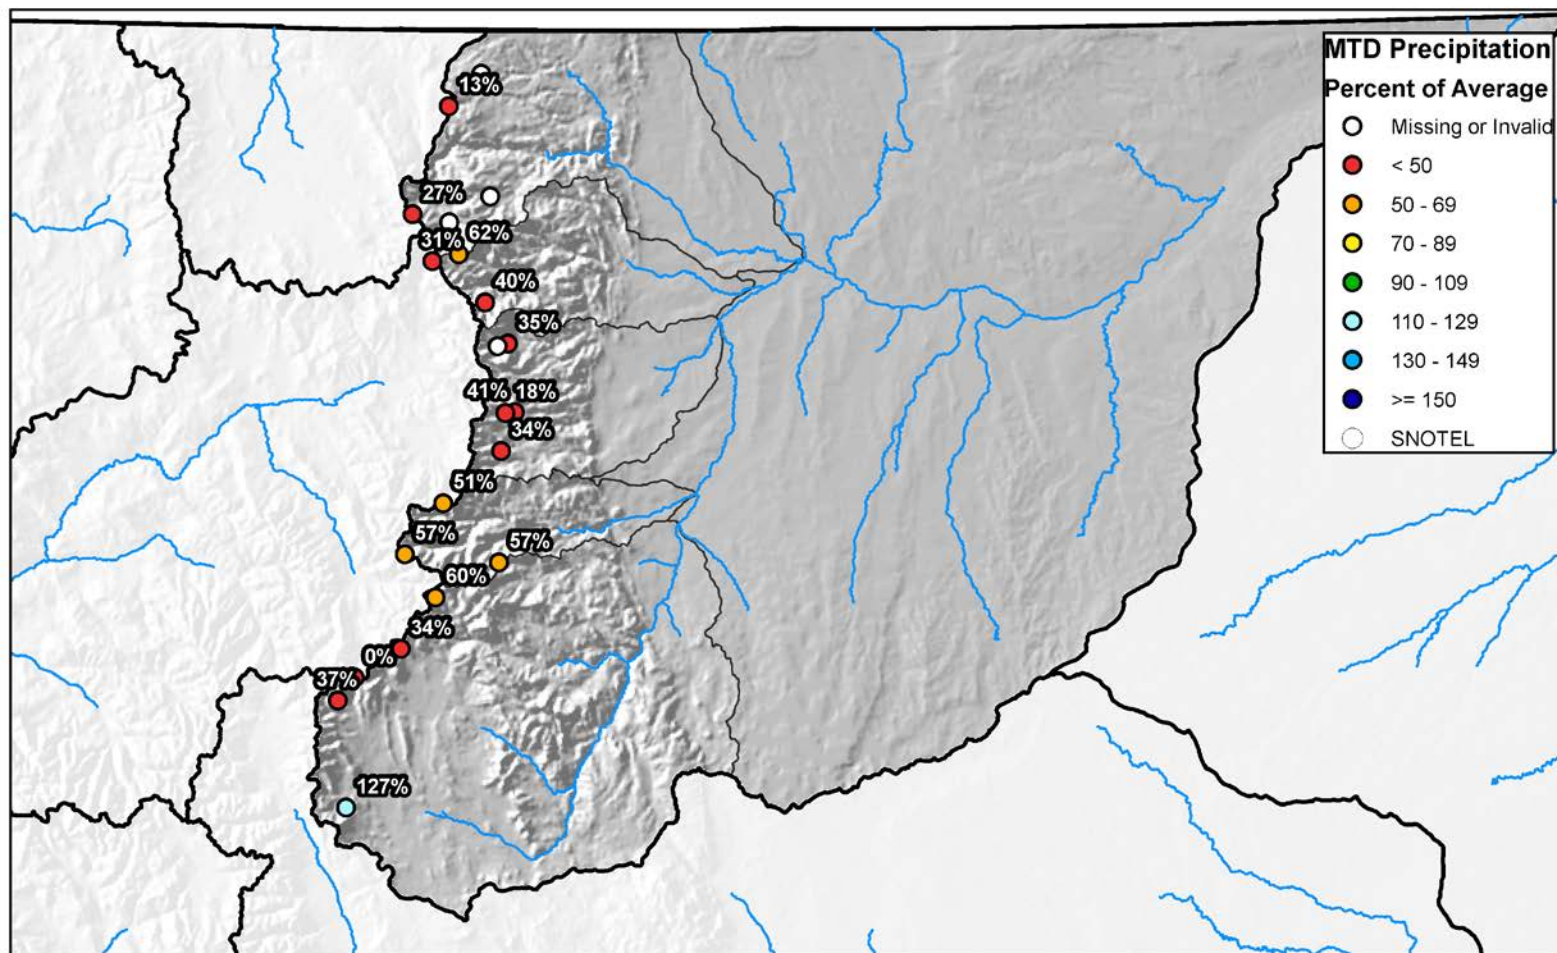 MTD Precipitation
Percent of Average
Missing or Invalid
< 50
50 - 69
70 - 89
90 - 109
110 - 129
130 - 149
>= 150
SNOTEL
13%
27%
62%
31%
40%
35%
41%
18%
34%
51%
57%
57%
60%
34%
0%
37%
127%